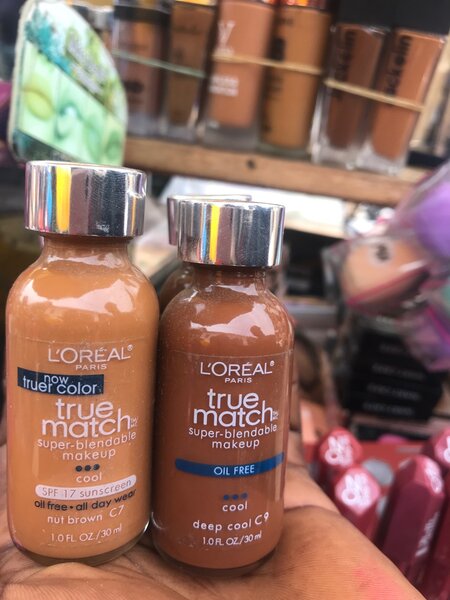 L'ORÉAL
PARIS
now
truer color
true
match
super-blendable
makeup
cool
SPF 17 sunscreen
oil free • all day wear
nut brown C7
1.0 FL OZ./30 ml
L'ORÉAL
PARIS
true
match
super-blendable
makeup
OIL FREE
cool
deep cool C9
1.0 FL OZ./30 ml